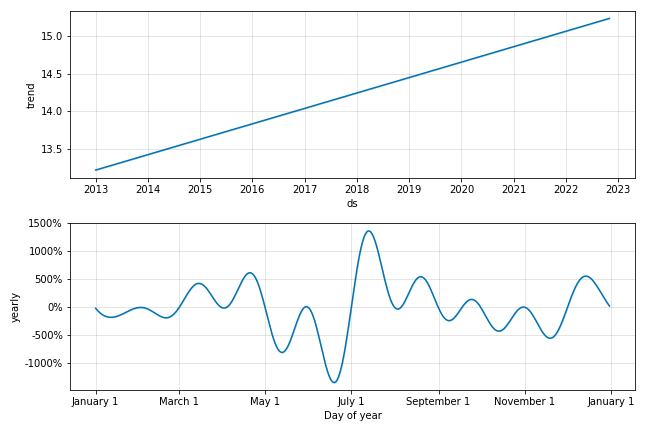 15.0
14.5
14.0
13.5
trend
2013 2014 2015 2016 2017 2018 2019 2020 2021 2022 2023
ds
1500%
1000%
500%
0%
-500%
-1000%
yearly
January 1 March 1 May 1 July 1 September 1 November 1 January 1
Day of year